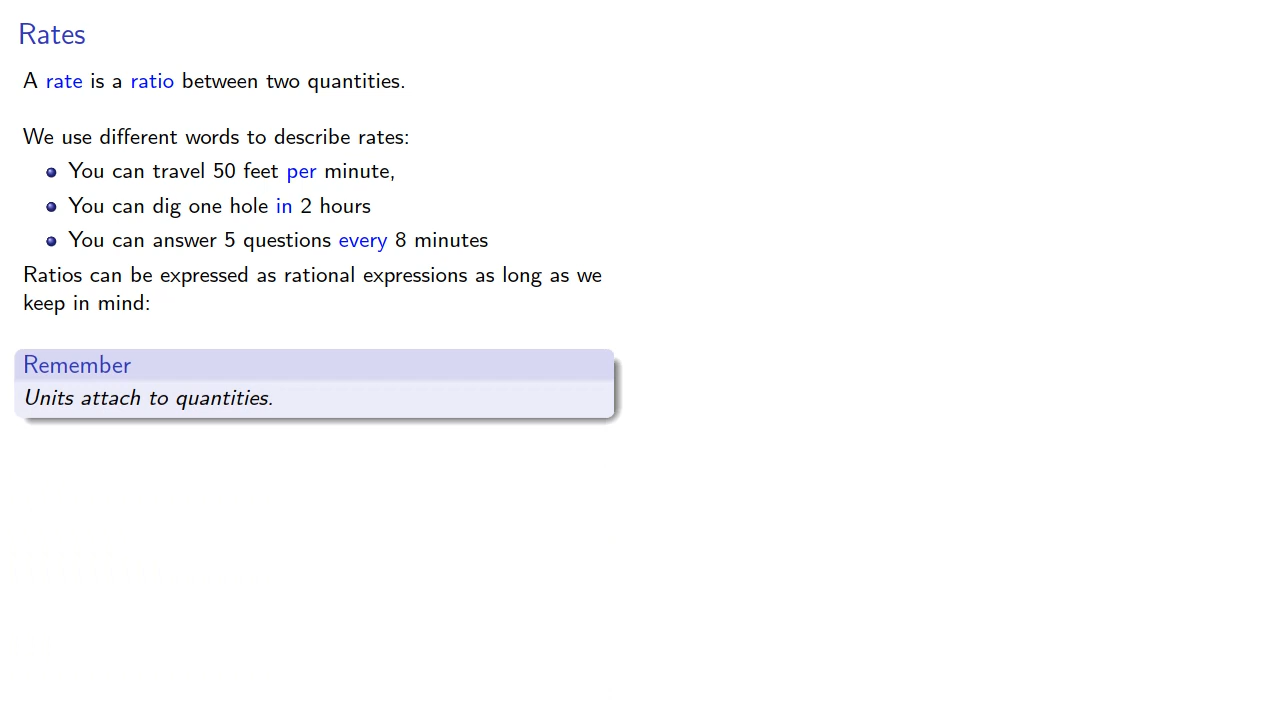 Rates
A rate is a ratio between two quantities.
We use different words to describe rates:
You can travel 50 feet per minute,
You can dig one hole in 2 hours
You can answer 5 questions every 8 minutes
Ratios can be expressed as rational expressions as long as we
keep in mind:
Remember
Units attach to quantities.